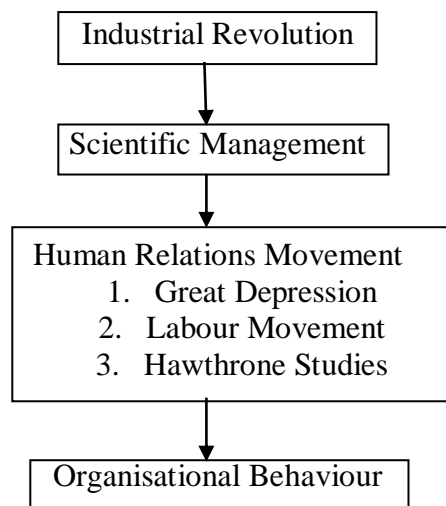 Industrial Revolution
Scientific Management
Human Relations Movement
1. Great Depression
2. Labour Movement
3. Hawthrone Studies
Organisational Behaviour